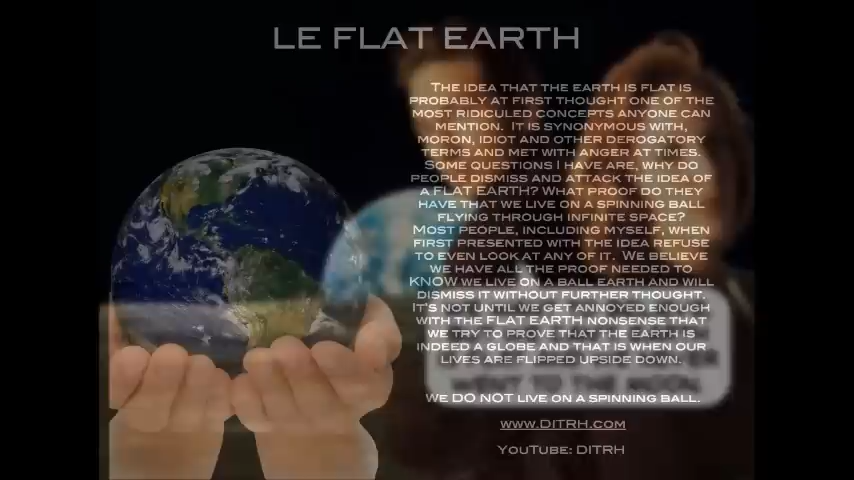 LE FLAT EARTH
THE IDEA THAT THE EARTH IS FLAT IS
PROBABLY AT FIRST THOUGHT ONE OF THE
MOST RIDICULED CONCEPTS ANYONE CAN
MENTION. IT IS SYNONYMOUS WITH,
MORON, IDIOT AND OTHER DEROGATORY
TERMS AND MET WITH ANGER AT TIMES.
SOME QUESTIONS I HAVE ARE, WHY DO
PEOPLE DISMISS AND ATTACK THE IDEA OF
A FLAT EARTH? WHAT PROOF DO THEY
HAVE THAT WE LIVE ON A SPINNING BALL
FLYING THROUGH INFINITE SPACE?
MOST PEOPLE, INCLUDING MYSELF, WHEN
FIRST PRESENTED WITH THE IDEA REFUSE
TO EVEN LOOK AT ANY OF IT. WE BELIEVE
WE HAVE ALL THE PROOF NEEDED TO
KNOW WE LIVE ON A BALL EARTH AND WILL
DISMISS IT WITHOUT FURTHER THOUGHT.
IT'S NOT UNTIL WE GET ANNOYED ENOUGH
WITH THE FLAT EARTH NONSENSE THAT
WE TRY TO PROVE THAT THE EARTH IS
INDEED A GLOBE AND THAT IS WHEN OUR
LIVES ARE FLIPPED UPSIDE DOWN.
WENT TO THE MOON
WE DO NOT LIVE ON A SPINNING BALL.
WWW.DITRH.COM
YOUTUBE: DITRH